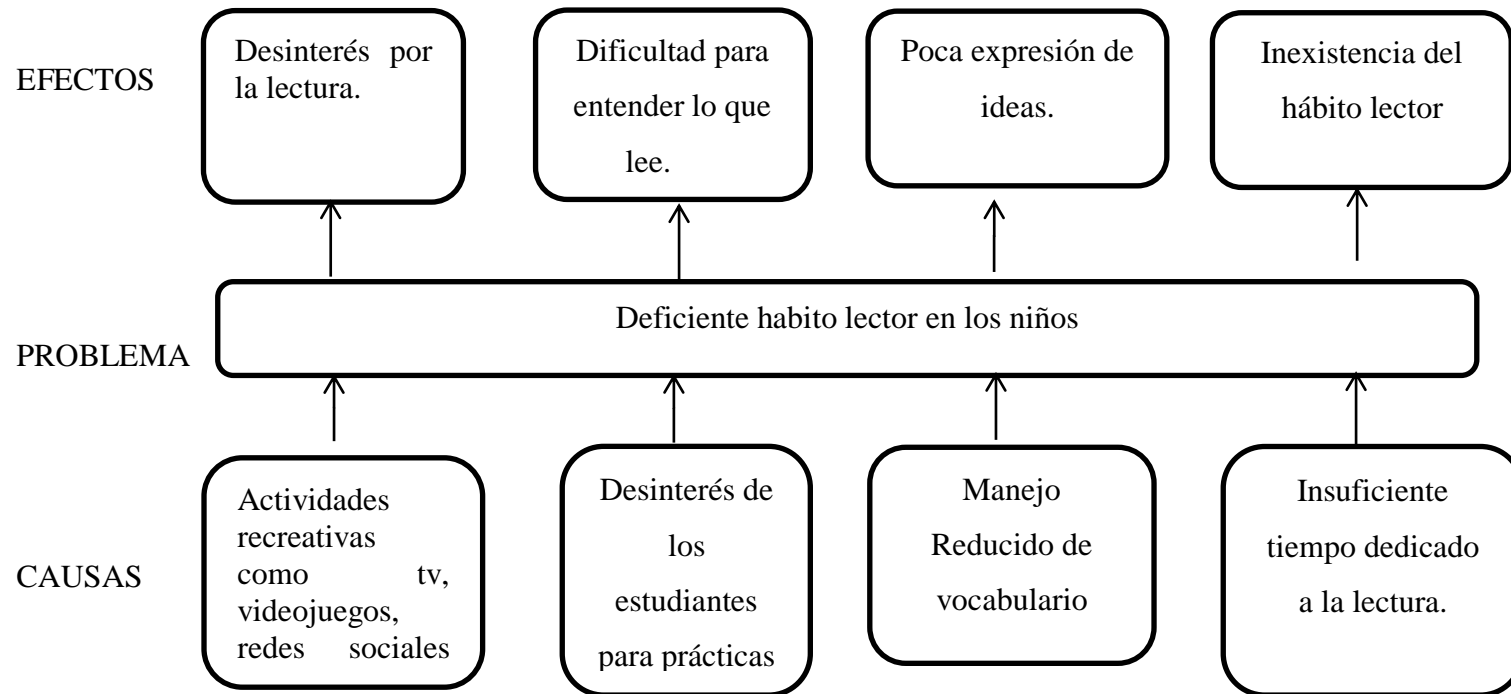 EFECTOS
Desinterés por
la lectura.
Dificultad para
entender lo que
lee.
Poca expresión de
ideas.
Inexistencia del
hábito lector
PROBLEMA
Deficiente habito lector en los niños
CAUSAS
Actividades
recreativas
como tv,
videojuegos,
redes sociales
Desinterés de
los
estudiantes
para prácticas
Manejo
Reducido de
vocabulario
Insuficiente
tiempo dedicado
a la lectura.